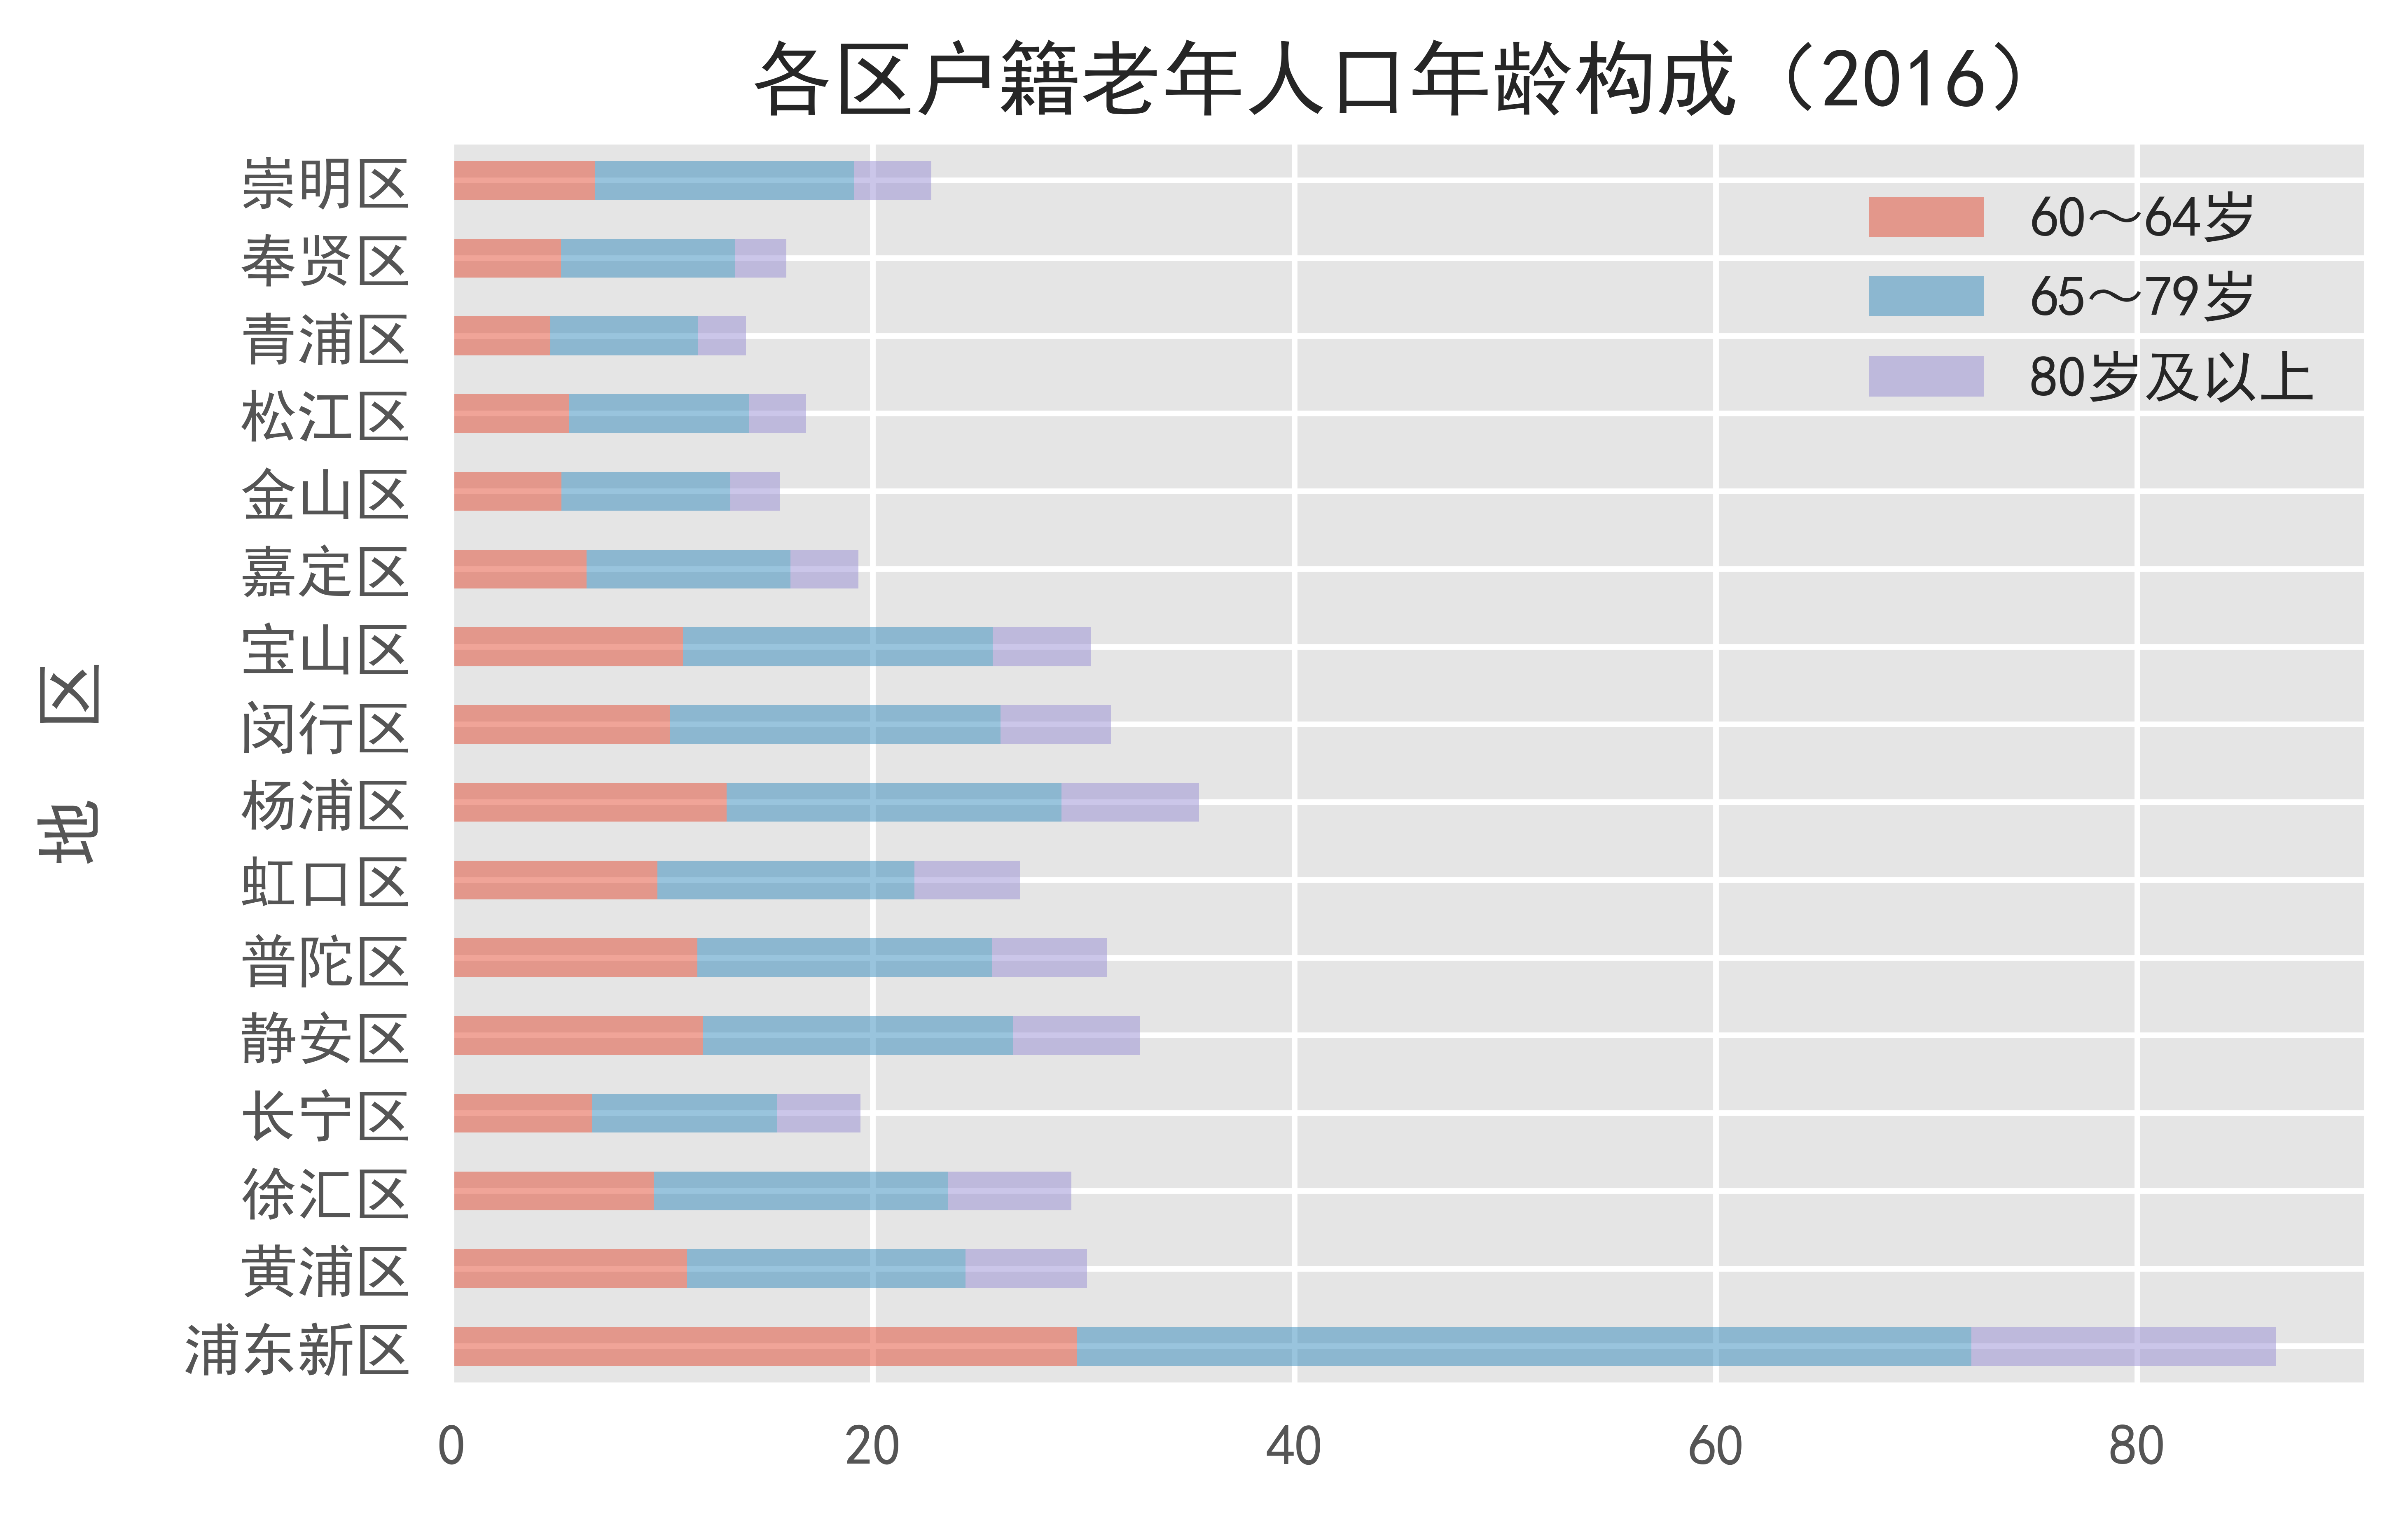 各区户籍老年人口年龄构成（2016）
60～64岁
65～79岁
80岁及以上
地 区
崇明区
奉贤区
青浦区
松江区
金山区
嘉定区
宝山区
闵行区
杨浦区
虹口区
普陀区
静安区
长宁区
徐汇区
黄浦区
浦东新区
0 20 40 60 80